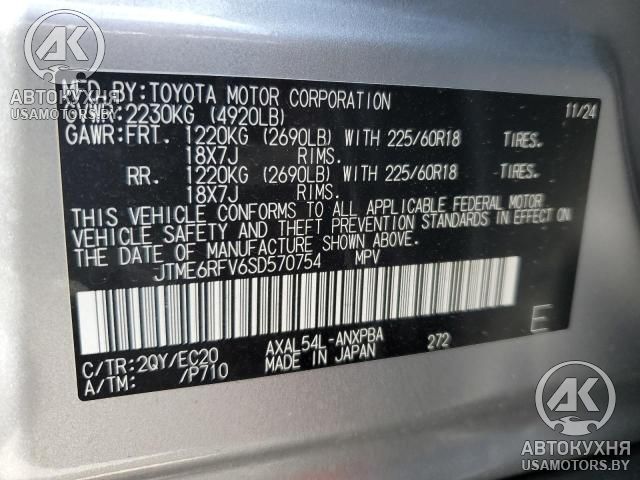 АК
АВТОКУХНЯ
USAMOTORS.BY
MFD. BY: TOYOTA MOTOR CORPORATION 11/24
GVWR: 2230KG (4920LB)
GAWR: FRT. 1220KG (2690LB) WITH 225/60R18 TIRES.
18X7J RIMS.
RR. 1220KG (2690LB) WITH 225/60R18 TIRES.
18X7J RIMS.
THIS VEHICLE CONFORMS TO ALL APPLICABLE FEDERAL MOTOR
VEHICLE SAFETY AND THEFT PREVENTION STANDARDS IN EFFECT ON
THE DATE OF MANUFACTURE SHOWN ABOVE.
JTME6RFV6SD570754 MPV
E
C/TR: 2QY/EC20 AXAL54L-ANXPBA 272
A/TM: /P710 MADE IN JAPAN
АК
АВТОКУХНЯ
USAMOTORS.BY